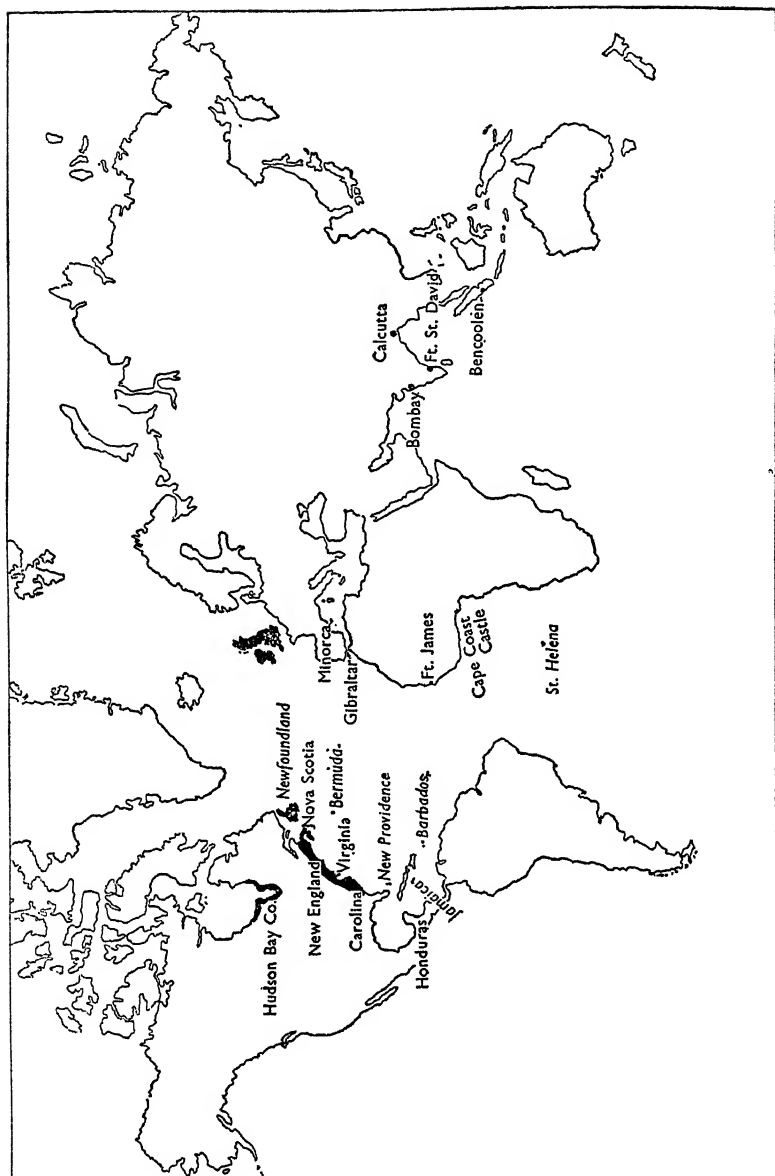 Hudson Bay Co.
Newfoundland
Nova Scotia
New England
Virginia
Bermuda
Carolina
New Providence
Barbados
Jamaica
Honduras
Minorca
Gibraltar
Ft. James
Cape Coast
Castle
St. Helena
Calcutta
Bombay
Ft. St. David
Bencoolen